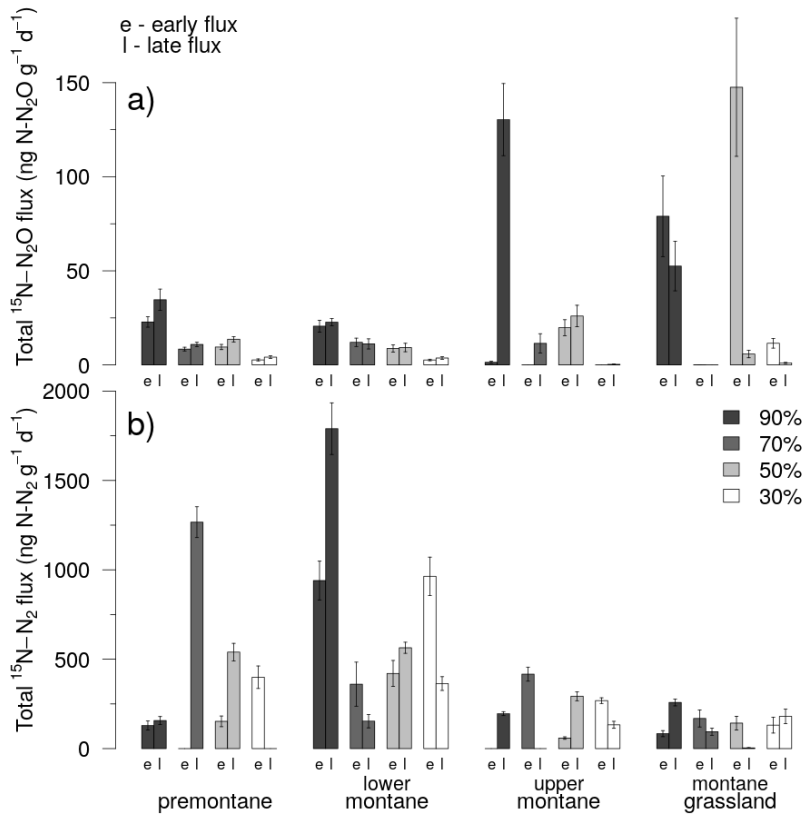 e - early flux
l - late flux
Total ¹⁵N−N₂O flux (ng N-N₂O g⁻¹ d⁻¹)
a)
150
100
50
0
e l e l e l e l e l e l e l e l e l e l e l e l e l e l e l e l
Total ¹⁵N−N₂ flux (ng N-N₂ g⁻¹ d⁻¹)
b)
2000
1500
1000
500
0
90%
70%
50%
30%
e l e l e l e l e l e l e l e l e l e l e l e l e l e l e l e l
premontane
lower
montane
upper
montane
montane
grassland